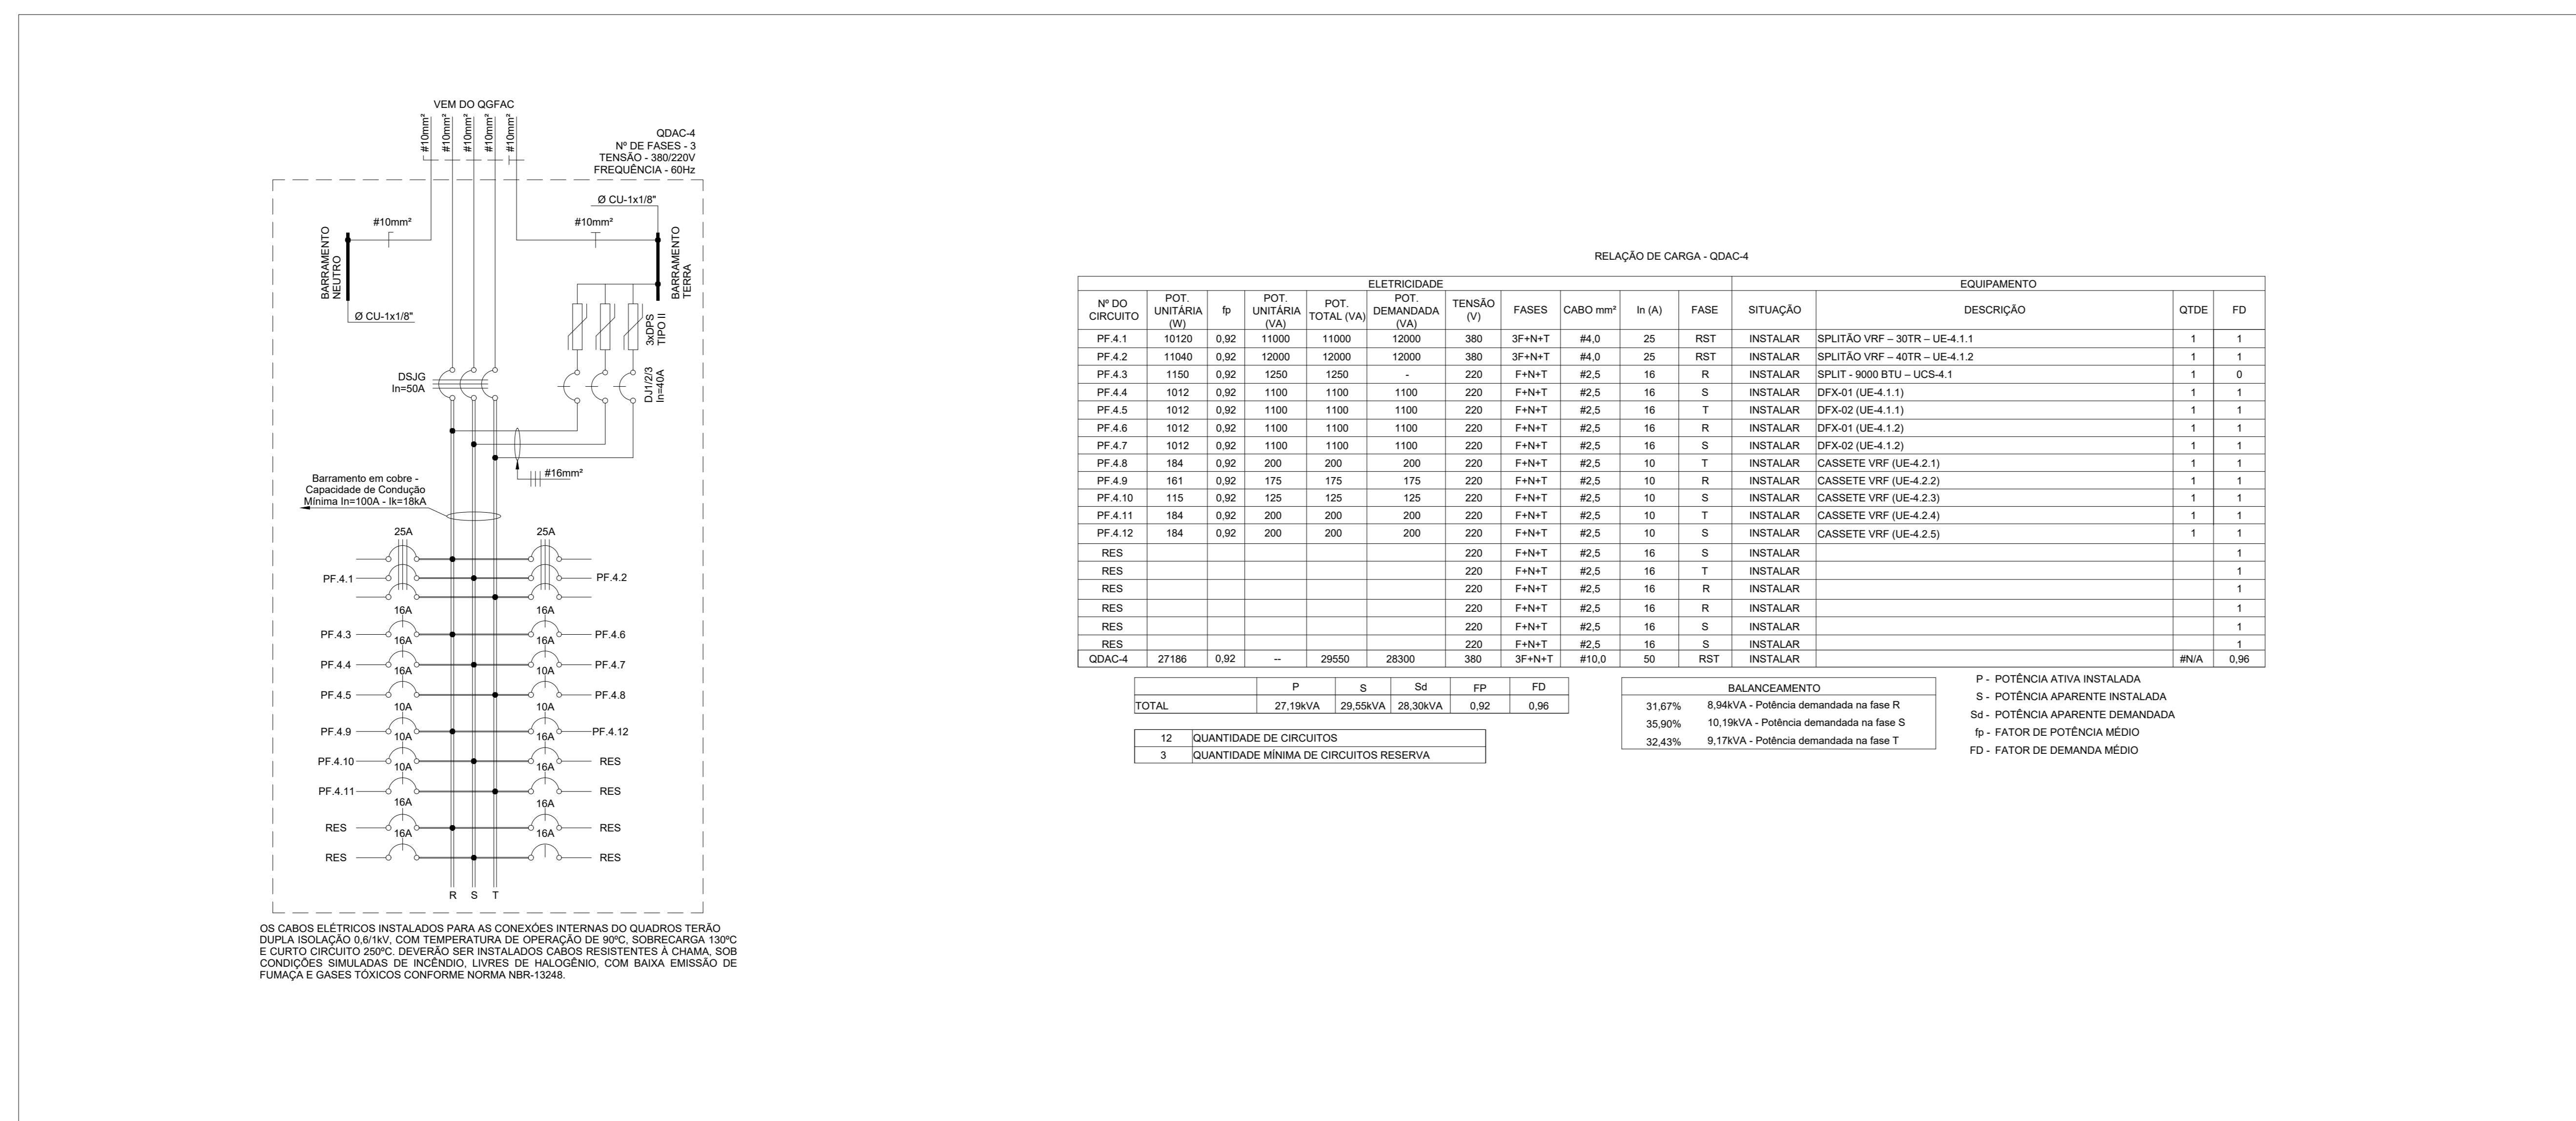 VEM DO QGFAC
#10mm²
#10mm²
#10mm²
#10mm²
#10mm²
QDAC-4
Nº DE FASES - 3
TENSÃO - 380/220V
FREQUÊNCIA - 60Hz
Ø CU-1x1/8"
#10mm²
#10mm²
BARRAMENTO
NEUTRO
BARRAMENTO
TERRA
Ø CU-1x1/8"
3xDPS
TIPO II
DSJG
In=50A
DJ1/2/3
In=40A
#16mm²
Barramento em cobre -
Capacidade de Condução
Mínima In=100A - Ik=18kA
25A 25A
PF.4.1 PF.4.2
16A 16A
PF.4.3 PF.4.6
16A 16A
PF.4.4 PF.4.7
16A 10A
PF.4.5 PF.4.8
10A 10A
PF.4.9 PF.4.12
10A 16A
PF.4.10 RES
10A 16A
PF.4.11 RES
16A 16A
RES RES
16A 16A
RES RES
R S T
OS CABOS ELÉTRICOS INSTALADOS PARA AS CONEXÓES INTERNAS DO QUADROS TERÃO
DUPLA ISOLAÇÃO 0,6/1kV, COM TEMPERATURA DE OPERAÇÃO DE 90ºC, SOBRECARGA 130ºC
E CURTO CIRCUITO 250ºC. DEVERÃO SER INSTALADOS CABOS RESISTENTES À CHAMA, SOB
CONDIÇÕES SIMULADAS DE INCÊNDIO, LIVRES DE HALOGÊNIO, COM BAIXA EMISSÃO DE
FUMAÇA E GASES TÓXICOS CONFORME NORMA NBR-13248.
RELAÇÃO DE CARGA - QDAC-4
ELETRICIDADE EQUIPAMENTO
Nº DO CIRCUITO POT. UNITÁRIA (W) fp POT. UNITÁRIA (VA) POT. TOTAL (VA) POT. DEMANDADA (VA) TENSÃO (V) FASES CABO mm² In (A) FASE SITUAÇÃO DESCRIÇÃO QTDE FD
PF.4.1 10120 0,92 11000 11000 12000 380 3F+N+T #4,0 25 RST INSTALAR SPLITÃO VRF – 30TR – UE-4.1.1 1 1
PF.4.2 11040 0,92 12000 12000 12000 380 3F+N+T #4,0 25 RST INSTALAR SPLITÃO VRF – 40TR – UE-4.1.2 1 1
PF.4.3 1150 0,92 1250 1250 - 220 F+N+T #2,5 16 R INSTALAR SPLIT - 9000 BTU – UCS-4.1 1 0
PF.4.4 1012 0,92 1100 1100 1100 220 F+N+T #2,5 16 S INSTALAR DFX-01 (UE-4.1.1) 1 1
PF.4.5 1012 0,92 1100 1100 1100 220 F+N+T #2,5 16 T INSTALAR DFX-02 (UE-4.1.1) 1 1
PF.4.6 1012 0,92 1100 1100 1100 220 F+N+T #2,5 16 R INSTALAR DFX-01 (UE-4.1.2) 1 1
PF.4.7 1012 0,92 1100 1100 1100 220 F+N+T #2,5 16 S INSTALAR DFX-02 (UE-4.1.2) 1 1
PF.4.8 184 0,92 200 200 200 220 F+N+T #2,5 10 T INSTALAR CASSETE VRF (UE-4.2.1) 1 1
PF.4.9 161 0,92 175 175 175 220 F+N+T #2,5 10 R INSTALAR CASSETE VRF (UE-4.2.2) 1 1
PF.4.10 115 0,92 125 125 125 220 F+N+T #2,5 10 S INSTALAR CASSETE VRF (UE-4.2.3) 1 1
PF.4.11 184 0,92 200 200 200 220 F+N+T #2,5 10 T INSTALAR CASSETE VRF (UE-4.2.4) 1 1
PF.4.12 184 0,92 200 200 200 220 F+N+T #2,5 10 S INSTALAR CASSETE VRF (UE-4.2.5) 1 1
RES 220 F+N+T #2,5 16 S INSTALAR 1
RES 220 F+N+T #2,5 16 T INSTALAR 1
RES 220 F+N+T #2,5 16 R INSTALAR 1
RES 220 F+N+T #2,5 16 R INSTALAR 1
RES 220 F+N+T #2,5 16 S INSTALAR 1
RES 220 F+N+T #2,5 16 S INSTALAR 1
QDAC-4 27186 0,92 -- 29550 28300 380 3F+N+T #10,0 50 RST INSTALAR #N/A 0,96
P S Sd FP FD
TOTAL 27,19kVA 29,55kVA 28,30kVA 0,92 0,96
12 QUANTIDADE DE CIRCUITOS
3 QUANTIDADE MÍNIMA DE CIRCUITOS RESERVA
BALANCEAMENTO
31,67% 8,94kVA - Potência demandada na fase R
35,90% 10,19kVA - Potência demandada na fase S
32,43% 9,17kVA - Potência demandada na fase T
P - POTÊNCIA ATIVA INSTALADA
S - POTÊNCIA APARENTE INSTALADA
Sd - POTÊNCIA APARENTE DEMANDADA
fp - FATOR DE POTÊNCIA MÉDIO
FD - FATOR DE DEMANDA MÉDIO